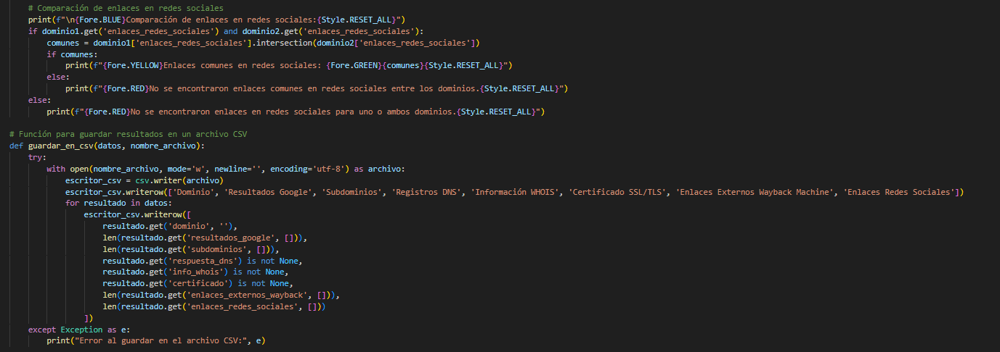 # Comparación de enlaces en redes sociales
print(f"\n{Fore.BLUE}Comparación de enlaces en redes sociales:{Style.RESET_ALL}")
if dominio1.get('enlaces_redes_sociales') and dominio2.get('enlaces_redes_sociales'):
comunes = dominio1['enlaces_redes_sociales'].intersection(dominio2['enlaces_redes_sociales'])
if comunes:
print(f"{Fore.YELLOW}Enlaces comunes en redes sociales: {Fore.GREEN}{comunes}{Style.RESET_ALL}")
else:
print(f"{Fore.RED}No se encontraron enlaces comunes en redes sociales entre los dominios.{Style.RESET_ALL}")
else:
print(f"{Fore.RED}No se encontraron enlaces en redes sociales para uno o ambos dominios.{Style.RESET_ALL}")
# Función para guardar resultados en un archivo CSV
def guardar_en_csv(datos, nombre_archivo):
try:
with open(nombre_archivo, mode='w', newline='', encoding='utf-8') as archivo:
escritor_csv = csv.writer(archivo)
escritor_csv.writerow(['Dominio', 'Resultados Google', 'Subdominios', 'Registros DNS', 'Información WHOIS', 'Certificado SSL/TLS', 'Enlaces Externos Wayback Machine', 'Enlaces Redes Sociales'])
for resultado in datos:
escritor_csv.writerow([
resultado.get('dominio', ''),
len(resultado.get('resultados_google', [])),
len(resultado.get('subdominios', [])),
resultado.get('respuesta_dns') is not None,
resultado.get('info_whois') is not None,
resultado.get('certificado') is not None,
len(resultado.get('enlaces_externos_wayback', [])),
len(resultado.get('enlaces_redes_sociales', []))
])
except Exception as e:
print("Error al guardar en el archivo CSV:", e)